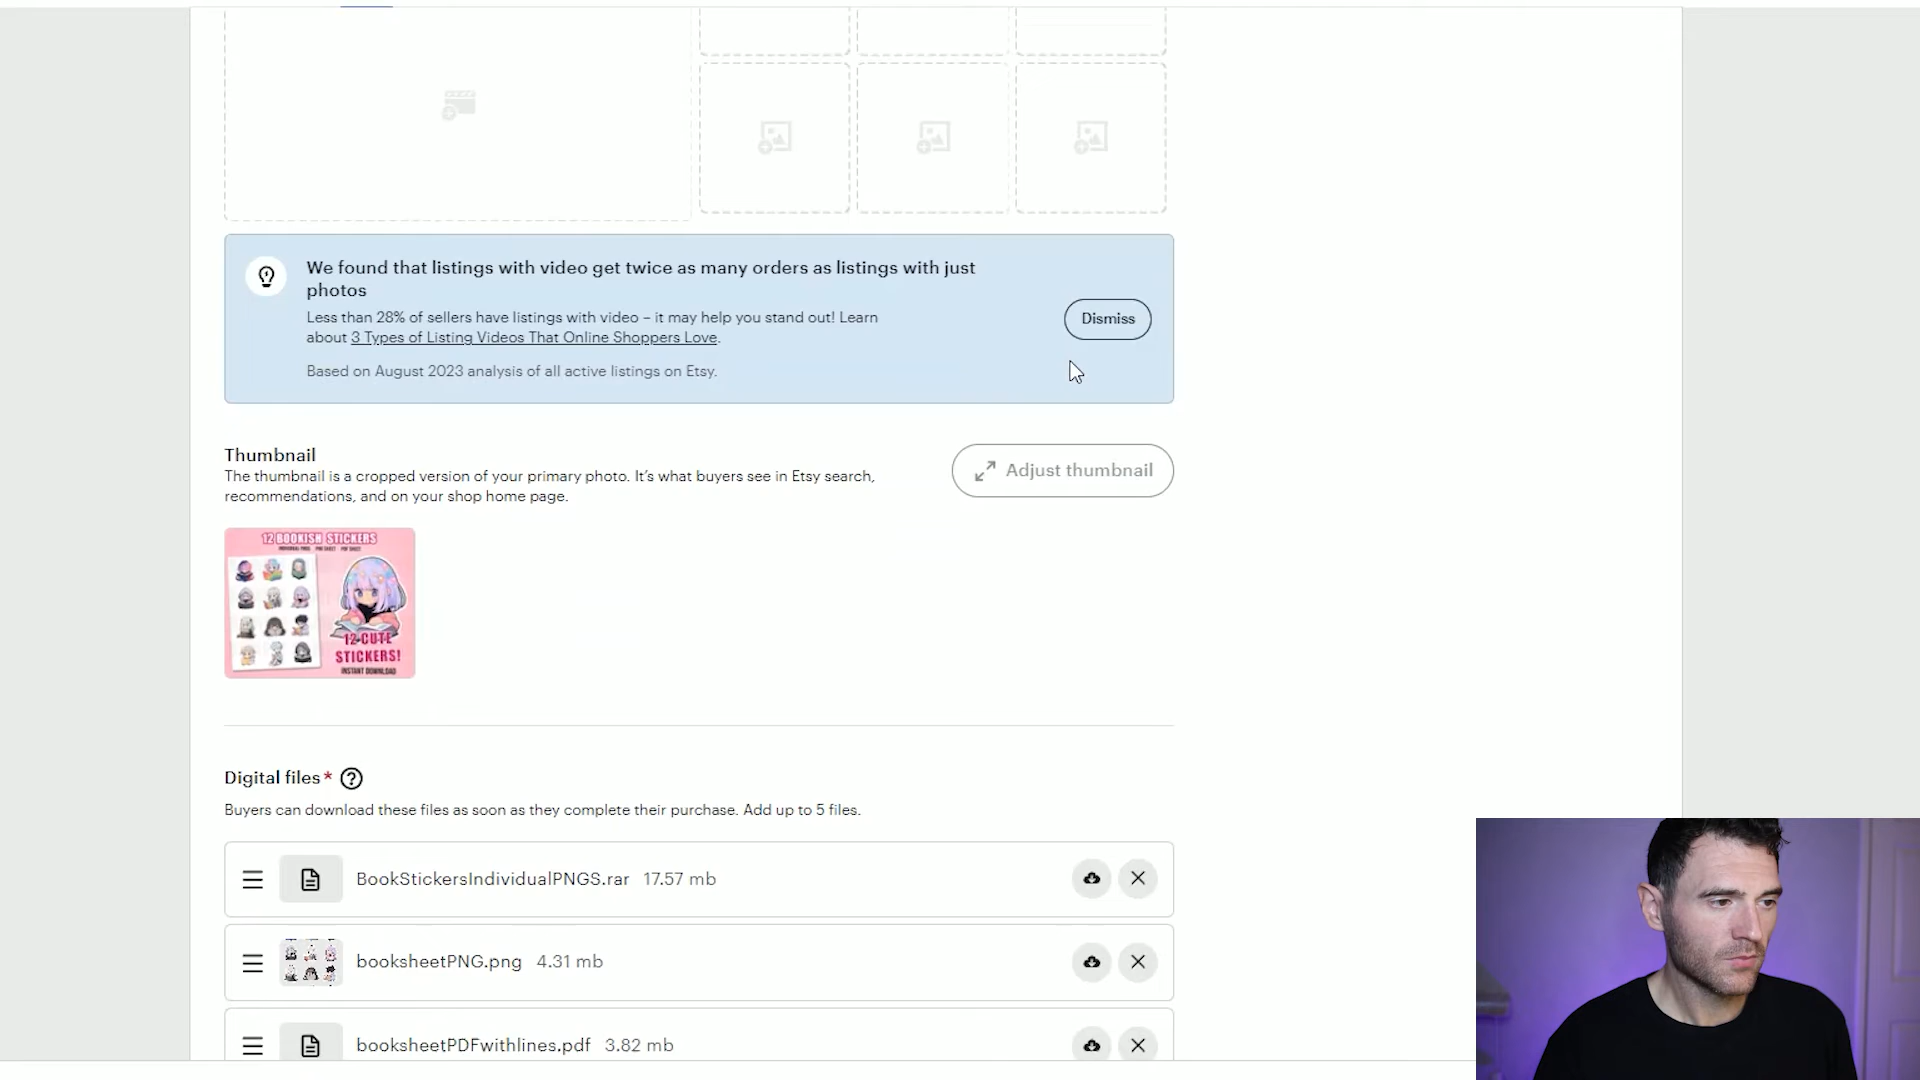 We found that listings with video get twice as many orders as listings with just
photos
Less than 28% of sellers have listings with video – it may help you stand out! Learn
about 3 Types of Listing Videos That Online Shoppers Love.
Based on August 2023 analysis of all active listings on Etsy.
Dismiss
Thumbnail
The thumbnail is a cropped version of your primary photo. It's what buyers see in Etsy search,
recommendations, and on your shop home page.
Adjust thumbnail
12 BOOKISH STICKERS
INDIVIDUAL PNGS PNG SHEET PDF SHEET
12 CUTE
STICKERS!
INSTANT DOWNLOAD
Digital files*
Buyers can download these files as soon as they complete their purchase. Add up to 5 files.
BookStickersIndividualPNGS.rar 17.57 mb
booksheetPNG.png 4.31 mb
booksheetPDFwithlines.pdf 3.82 mb